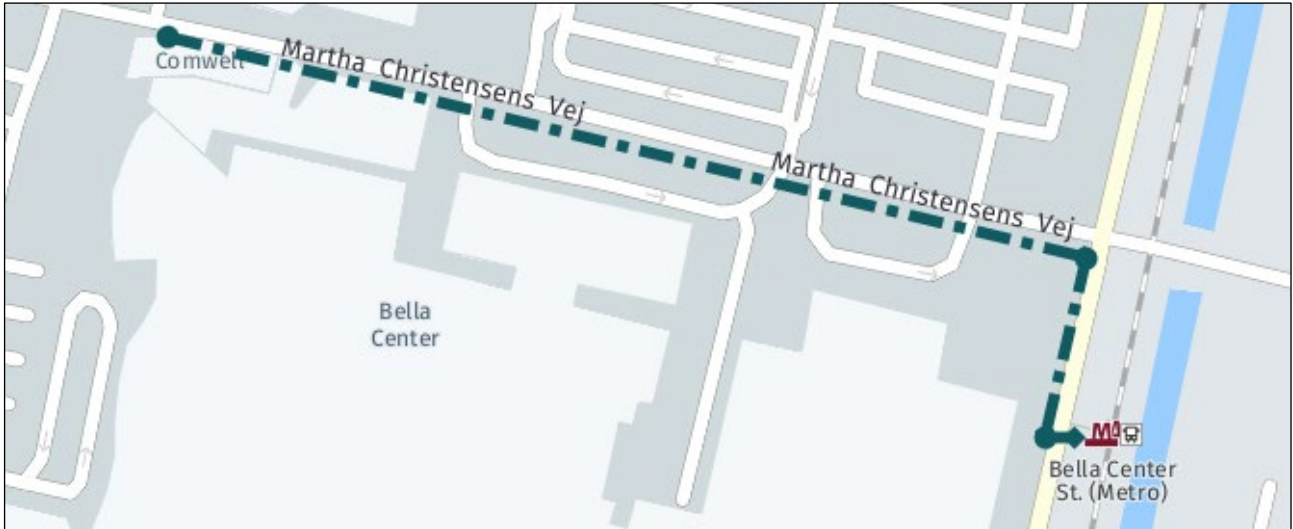 Comwell
Martha Christensens Vej
Martha Christensens Vej
Bella
Center
M
Bella Center
St. (Metro)